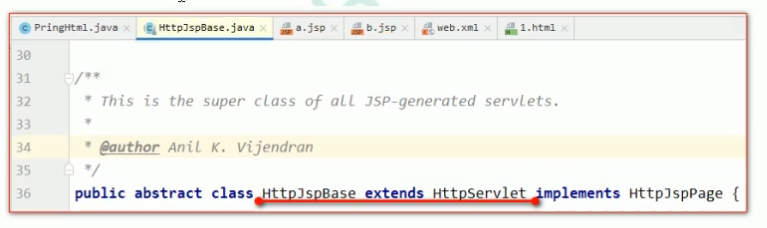 PringHtml.java HttpJspBase.java a.jsp b.jsp web.xml 1.html
30
31 /**
32 * This is the super class of all JSP-generated servlets.
33 *
34 * @author Anil K. Vijendran
35 */
36 public abstract class HttpJspBase extends HttpServlet implements HttpJspPage {